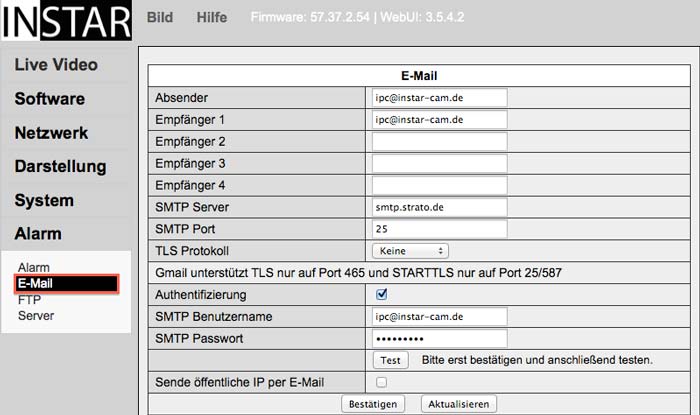 INSTAR
Bild Hilfe Firmware: 57.37.2.54 | WebUI: 3.5.4.2
Live Video
Software
Netzwerk
Darstellung
System
Alarm
Alarm
E-Mail
FTP
Server
E-Mail
Absender ipc@instar-cam.de
Empfänger 1 ipc@instar-cam.de
Empfänger 2
Empfänger 3
Empfänger 4
SMTP Server smtp.strato.de
SMTP Port 25
TLS Protokoll Keine
Gmail unterstützt TLS nur auf Port 465 und STARTTLS nur auf Port 25/587
Authentifizierung
SMTP Benutzername ipc@instar-cam.de
SMTP Passwort •••••••••
Test Bitte erst bestätigen und anschließend testen.
Sende öffentliche IP per E-Mail
Bestätigen Aktualisieren